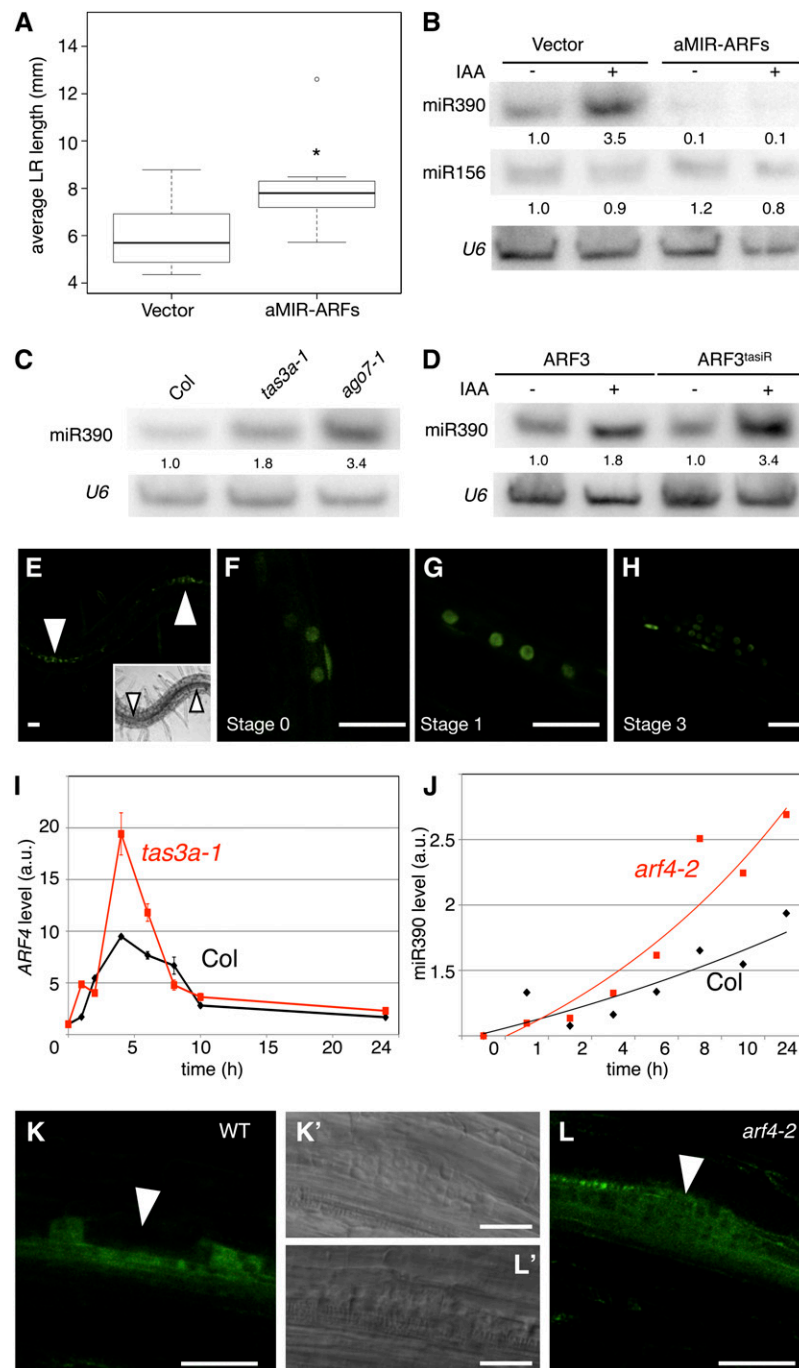 A
14
12
10
8
6
4
average LR length (mm)
*
Vector
aMIR-ARFs
B
Vector aMIR-ARFs
IAA - + - +
miR390
1.0 3.5 0.1 0.1
miR156
1.0 0.9 1.2 0.8
U6
C
Col tas3a-1 ago7-1
miR390
1.0 1.8 3.4
U6
D
ARF3 ARF3tasiR
IAA - + - +
miR390
1.0 1.8 1.0 3.4
U6
E
F
Stage 0
G
Stage 1
H
Stage 3
I
20
15
10
5
ARF4 level (a.u.)
tas3a-1
Col
0 5 10 15 20 24
time (h)
J
2.5
2
1.5
miR390 level (a.u.)
arf4-2
Col
0 1 2 4 6 8 10 24
time (h)
K WT
K'
L'
L arf4-2